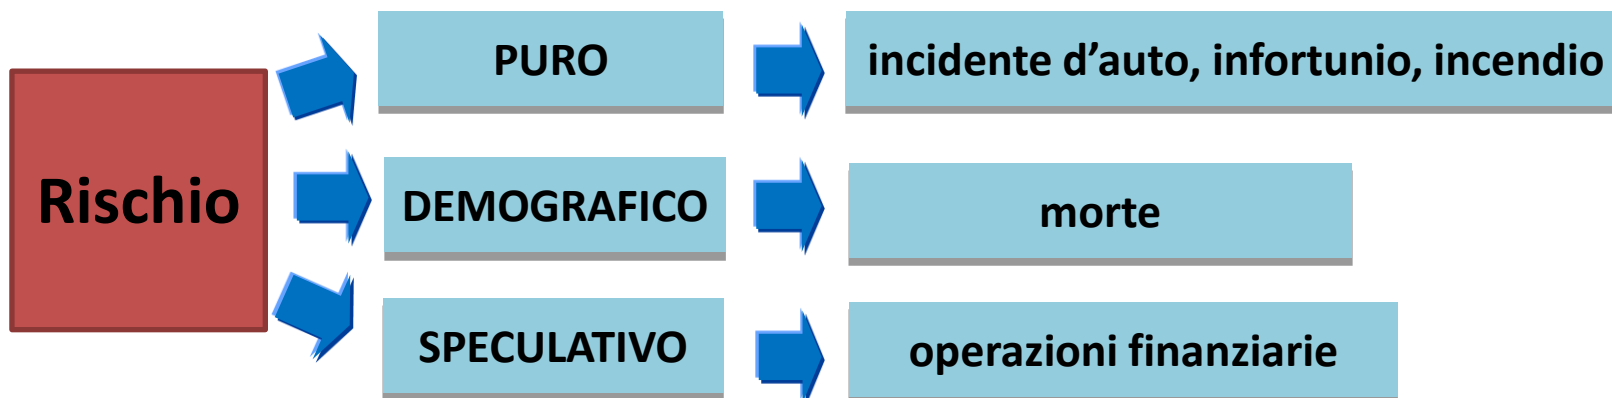 Rischio
PURO
incidente d’auto, infortunio, incendio
DEMOGRAFICO
morte
SPECULATIVO
operazioni finanziarie